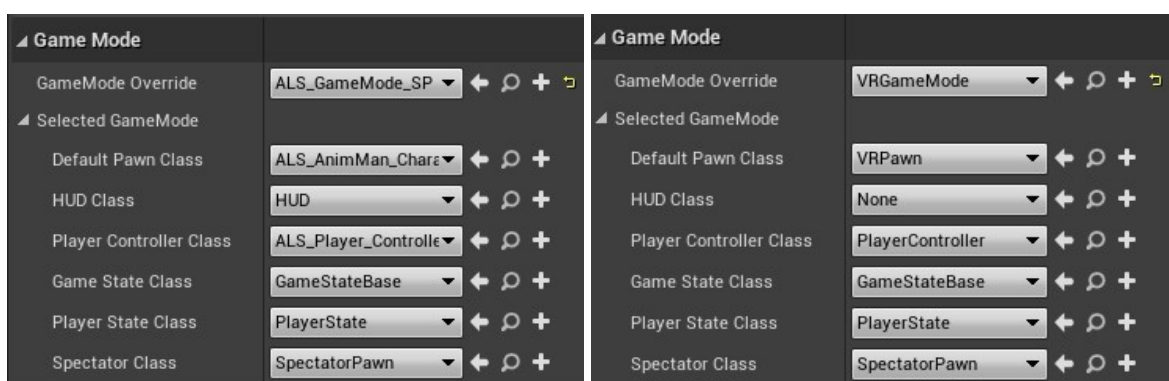 Game Mode
GameMode Override ALS_GameMode_SP
Selected GameMode
Default Pawn Class ALS_AnimMan_Chara
HUD Class HUD
Player Controller Class ALS_Player_Controlle
Game State Class GameStateBase
Player State Class PlayerState
Spectator Class SpectatorPawn
Game Mode
GameMode Override VRGameMode
Selected GameMode
Default Pawn Class VRPawn
HUD Class None
Player Controller Class PlayerController
Game State Class GameStateBase
Player State Class PlayerState
Spectator Class SpectatorPawn